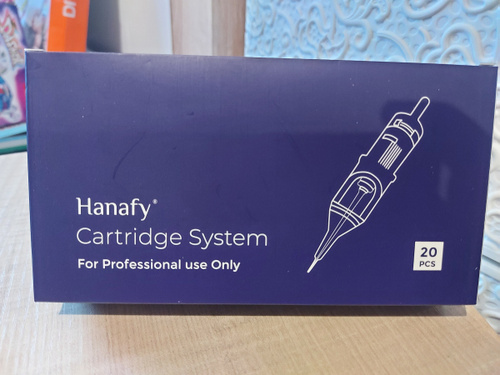 Hanafy®
Cartridge System
For Professional use Only
20
PCS